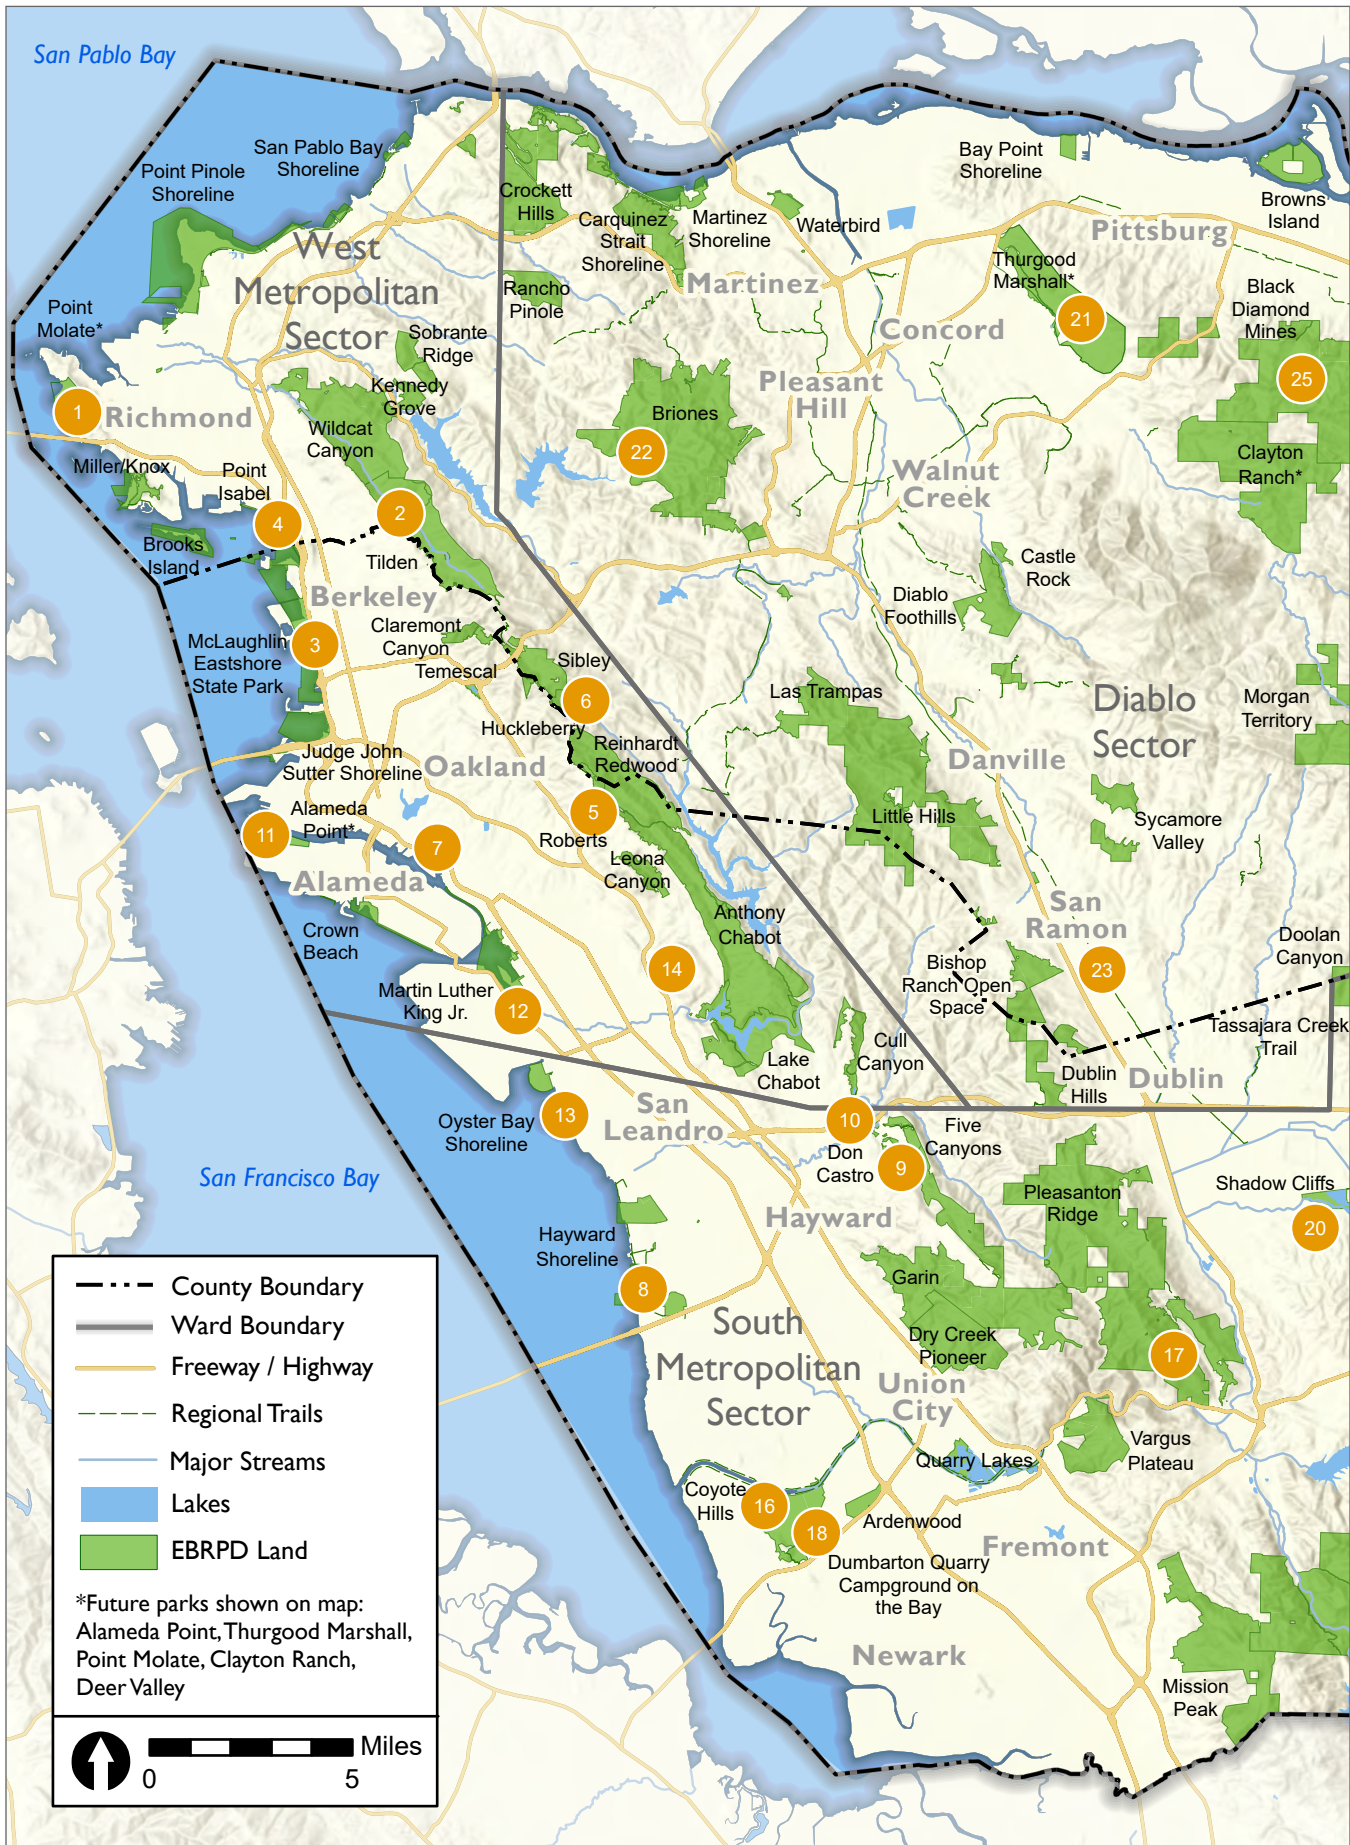 San Pablo Bay
San Pablo Bay
Shoreline
Point Pinole
Shoreline
West
Metropolitan
Sector
Point
Molate*
Sobrante
Ridge
Kennedy
Grove
1
Richmond
Wildcat
Canyon
Miller/Knox
Point
Isabel
4
2
Brooks
Island
Tilden
Berkeley
Claremont
Canyon
Temescal
McLaughlin
Eastshore
State Park
3
Sibley
6
Huckleberry
Reinhardt
Redwood
Judge John
Sutter Shoreline
Oakland
Alameda
Point*
11
7
5
Roberts
Leona
Canyon
Alameda
Crown
Beach
Anthony
Chabot
14
Martin Luther
King Jr.
12
Lake
Chabot
Cull
Canyon
Crockett
Hills
Carquinez
Strait
Shoreline
Martinez
Shoreline
Waterbird
Rancho
Pinole
Martinez
Bay Point
Shoreline
Browns
Island
Pittsburg
Thurgood
Marshall*
21
Black
Diamond
Mines
25
Concord
Pleasant
Hill
Briones
22
Clayton
Ranch*
Walnut
Creek
Castle
Rock
Diablo
Foothills
Las Trampas
Diablo
Sector
Morgan
Territory
Danville
Little Hills
Sycamore
Valley
San
Ramon
23
Bishop
Ranch Open
Space
Doolan
Canyon
Tassajara Creek
Trail
Dublin
Hills
Dublin
Oyster Bay
Shoreline
13
San
Leandro
10
Don
Castro
9
Five
Canyons
San Francisco Bay
Hayward
Pleasanton
Ridge
Shadow Cliffs
20
Hayward
Shoreline
8
Garin
South
Metropolitan
Sector
Dry Creek
Pioneer
17
Union
City
Vargus
Plateau
Quarry Lakes
Coyote
Hills
16
18
Ardenwood
Fremont
Dumbarton Quarry
Campground on
the Bay
Newark
Mission
Peak
County Boundary
Ward Boundary
Freeway / Highway
Regional Trails
Major Streams
Lakes
EBRPD Land
*Future parks shown on map:
Alameda Point, Thurgood Marshall,
Point Molate, Clayton Ranch,
Deer Valley
Miles
0 5